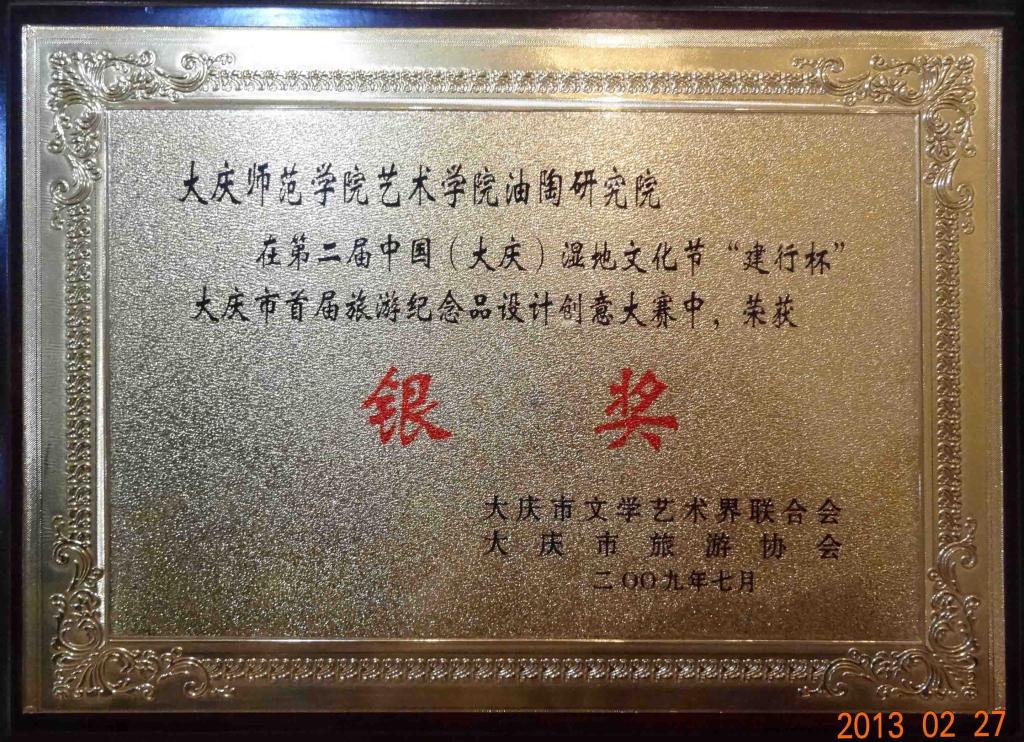 大庆师范学院艺术学院油陶研究院
在第二届中国（大庆）湿地文化节“建行杯”
大庆市首届旅游纪念品设计创意大赛中，荣获
银 奖
大庆市文学艺术界联合会
大庆市旅游协会
二〇〇九年七月
2013 02 27